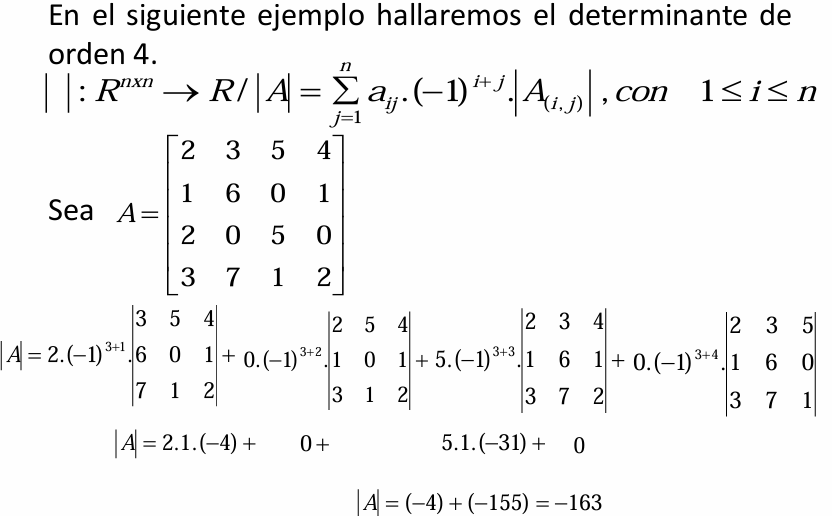 En el siguiente ejemplo hallaremos el determinante de
orden 4.
| | : R^{nxn} → R / |A| = \sum_{j=1}^{n} a_{ij}.(−1)^{i+j}.|A_{(i,j)}| , con 1 ≤ i ≤ n
Sea A = [
2 3 5 4
1 6 0 1
2 0 5 0
3 7 1 2
]
|A| = 2.(−1)^{3+1}.|3 5 4; 6 0 1; 7 1 2| + 0.(−1)^{3+2}.|2 5 4; 1 0 1; 3 1 2| + 5.(−1)^{3+3}.|2 3 4; 1 6 1; 3 7 2| + 0.(−1)^{3+4}.|2 3 5; 1 6 0; 3 7 1|
|A| = 2.1.(−4) + 0 + 5.1.(−31) + 0
|A| = (−4) + (−155) = −163